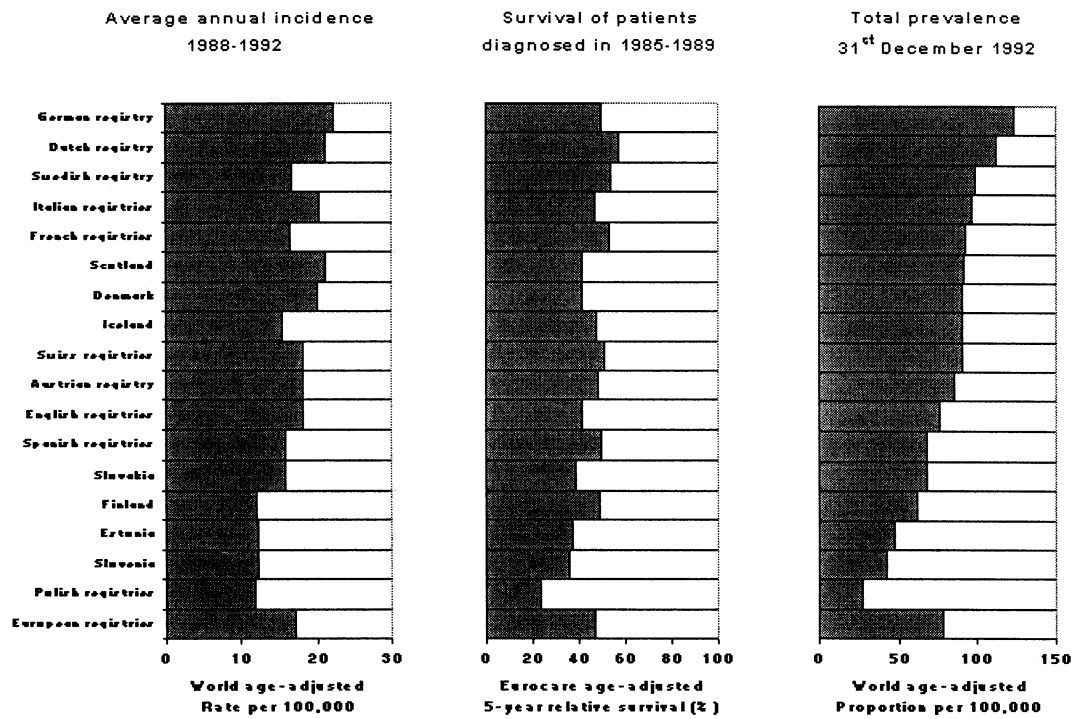 Average annual incidence
1988-1992
Survival of patients
diagnosed in 1985-1989
Total prevalence
31st December 1992
German registry
Dutch registry
Swedish registry
Italian registries
French registries
Scotland
Denmark
Iceland
Swiss registries
Austrian registry
English registries
Spanish registries
Slovakia
Finland
Estonia
Slovenia
Polish registries
European registries
0 10 20 30
0 20 40 60 80 100
0 50 100 150
World age-adjusted
Rate per 100,000
Eurocare age-adjusted
5-year relative survival (%)
World age-adjusted
Proportion per 100,000